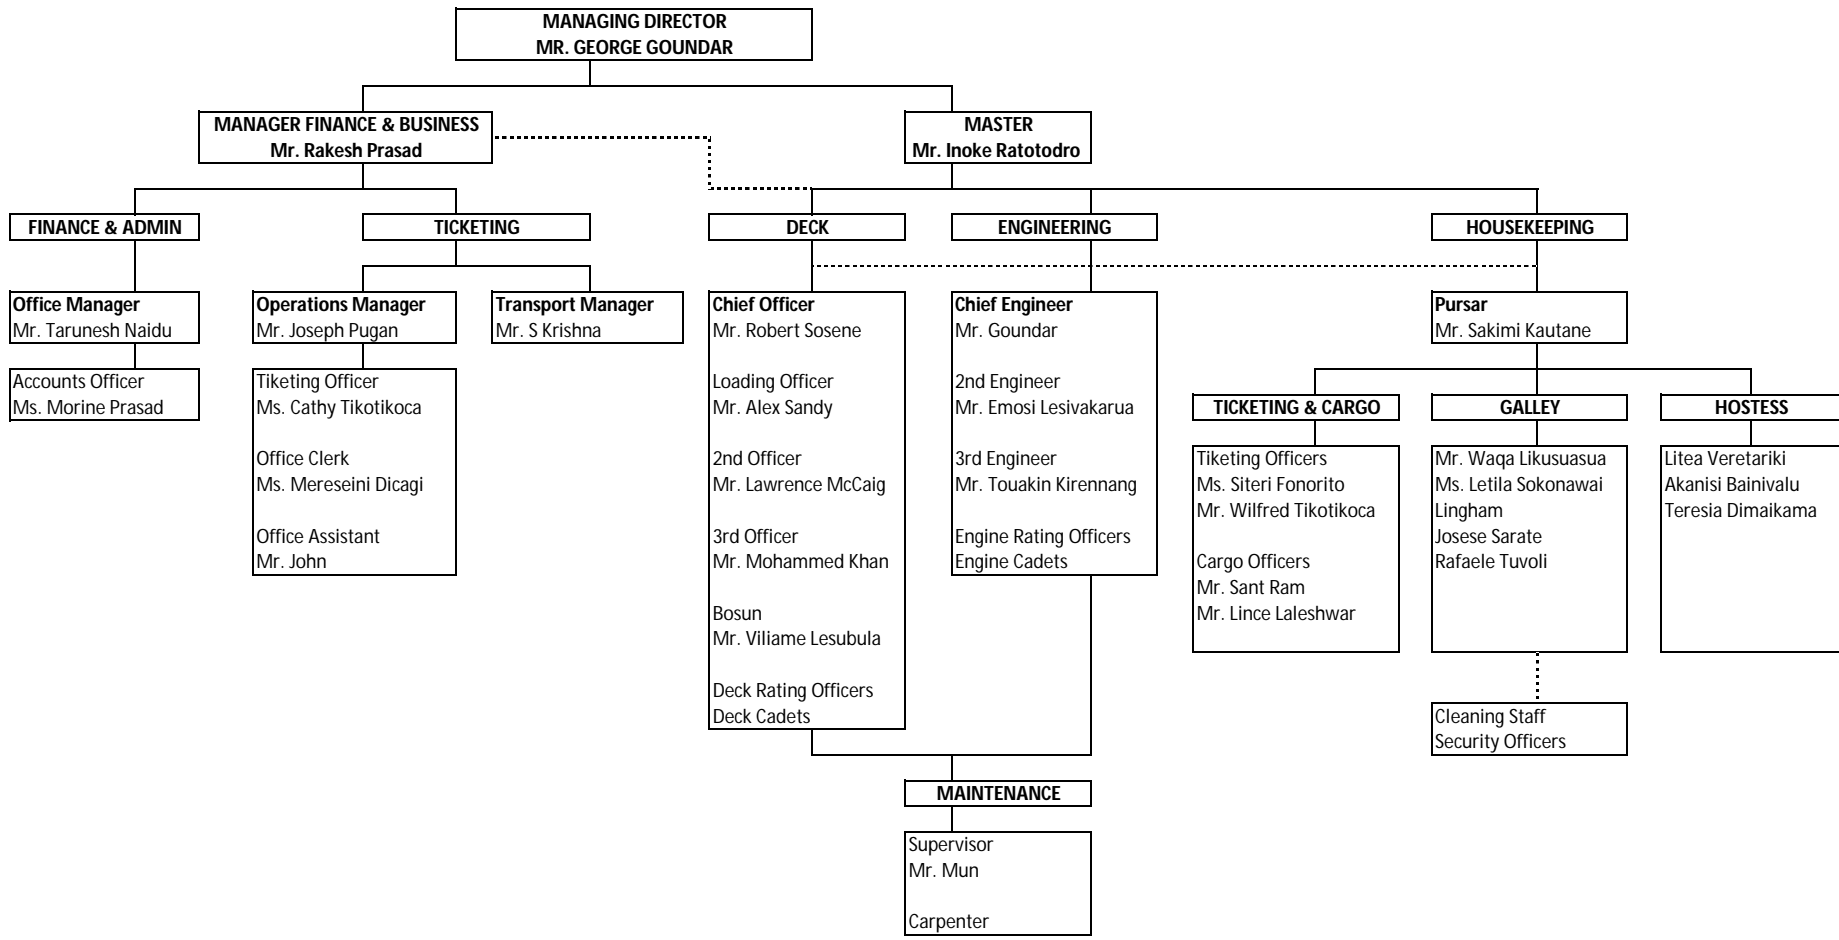 MANAGING DIRECTOR
MR. GEORGE GOUNDAR
MANAGER FINANCE & BUSINESS
Mr. Rakesh Prasad
MASTER
Mr. Inoke Ratotodro
FINANCE & ADMIN
TICKETING
DECK
ENGINEERING
HOUSEKEEPING
Office Manager
Mr. Tarunesh Naidu
Accounts Officer
Ms. Morine Prasad
Operations Manager
Mr. Joseph Pugan
Tiketing Officer
Ms. Cathy Tikotikoca
Office Clerk
Ms. Mereseini Dicagi
Office Assistant
Mr. John
Transport Manager
Mr. S Krishna
Chief Officer
Mr. Robert Sosene
Loading Officer
Mr. Alex Sandy
2nd Officer
Mr. Lawrence McCaig
3rd Officer
Mr. Mohammed Khan
Bosun
Mr. Viliame Lesubula
Deck Rating Officers
Deck Cadets
Chief Engineer
Mr. Goundar
2nd Engineer
Mr. Emosi Lesivakarua
3rd Engineer
Mr. Touakin Kirennang
Engine Rating Officers
Engine Cadets
Pursar
Mr. Sakimi Kautane
TICKETING & CARGO
Tiketing Officers
Ms. Siteri Fonorito
Mr. Wilfred Tikotikoca
Cargo Officers
Mr. Sant Ram
Mr. Lince Laleshwar
GALLEY
Mr. Waqa Likusuasua
Ms. Letila Sokonawai
Lingham
Josese Sarate
Rafaele Tuvoli
HOSTESS
Litea Veretariki
Akanisi Bainivalu
Teresia Dimaikama
Cleaning Staff
Security Officers
MAINTENANCE
Supervisor
Mr. Mun
Carpenter